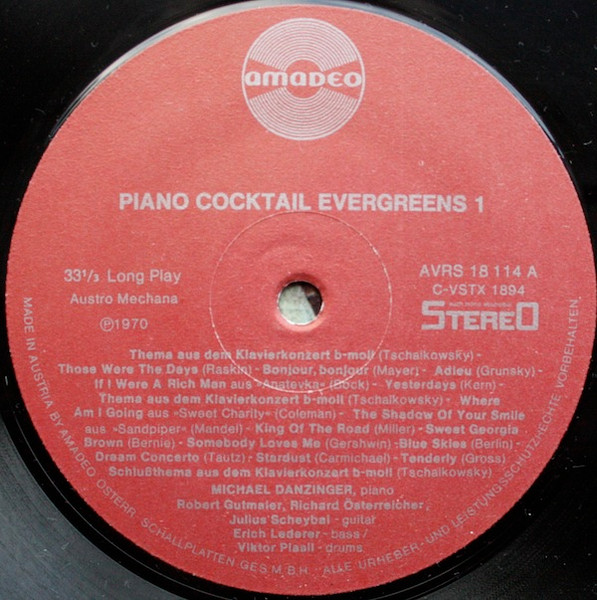 amadeo
PIANO COCKTAIL EVERGREENS 1
33⅓ Long Play
Austro Mechana
Ⓟ1970
AVRS 18 114 A
C-VSTX 1894
STEREO
Thema aus dem Klavierkonzert b-moll (Tschaikowsky) -
Those Were The Days (Raskin) - Bonjour, bonjour (Mayer) - Adieu (Grunsky) -
If I Were A Rich Man aus »Anatevka« (Bock) - Yesterdays (Kern) -
Thema aus dem Klavierkonzert b-moll (Tschaikowsky) - Where
Am I Going aus »Sweet Charity« (Coleman) - The Shadow Of Your Smile
aus »Sandpiper« (Mandel) - King Of The Road (Miller) - Sweet Georgia
Brown (Bernie) - Somebody Loves Me (Gershwin) - Blue Skies (Berlin) -
Dream Concerto (Tautz) - Stardust (Carmichael) - Tenderly (Gross)
Schlußthema aus dem Klavierkonzert b-moll (Tschaikowsky)
MICHAEL DANZINGER, piano
Robert Gutmaier, Richard Österreicher,
Julius Scheybal - guitar
Erich Lederer - bass /
Viktor Plasil - drums
MADE IN AUSTRIA BY AMADEO ÖSTERR. SCHALLPLATTEN GES.M.B.H. - ALLE URHEBER- UND LEISTUNGSSCHUTZRECHTE VORBEHALTEN